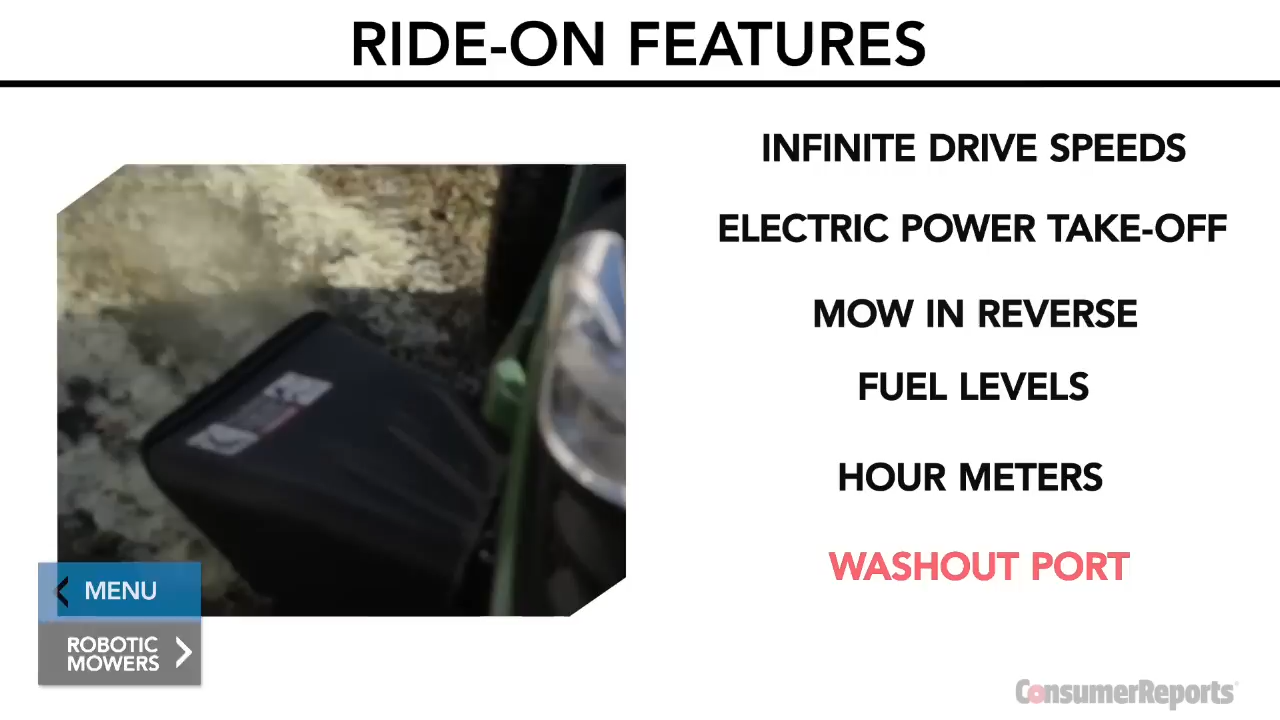 RIDE-ON FEATURES
INFINITE DRIVE SPEEDS
ELECTRIC POWER TAKE-OFF
MOW IN REVERSE
FUEL LEVELS
HOUR METERS
WASHOUT PORT
MENU
ROBOTIC
MOWERS
ConsumerReports